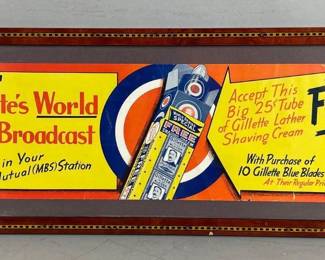 te's World
Broadcast
in Your
Mutual (MBS) Station
SPECIAL
FREE
Accept This
Big 25¢ Tube
of Gillette Lather
Shaving Cream
F
With Purchase of
10 Gillette Blue Blades
At Their Regular Pri